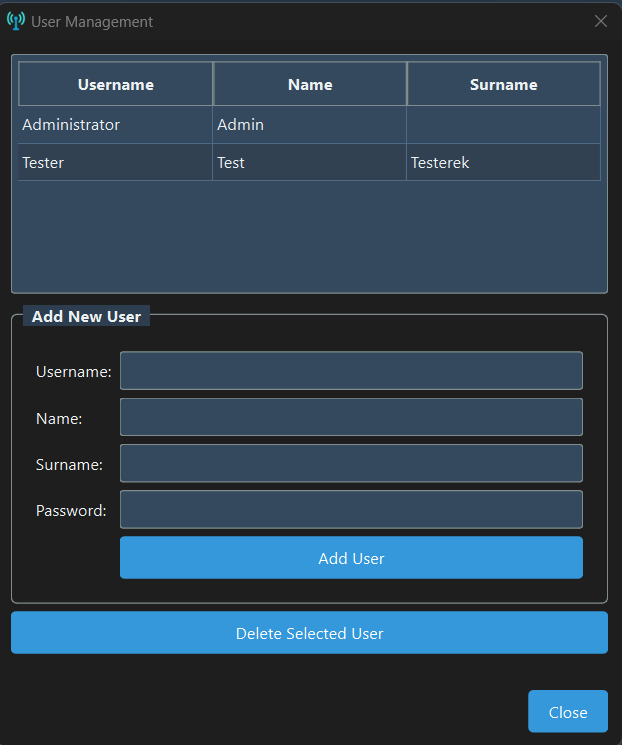 User Management
Username Name Surname
Administrator Admin
Tester Test Testerek
Add New User
Username:
Name:
Surname:
Password:
Add User
Delete Selected User
Close